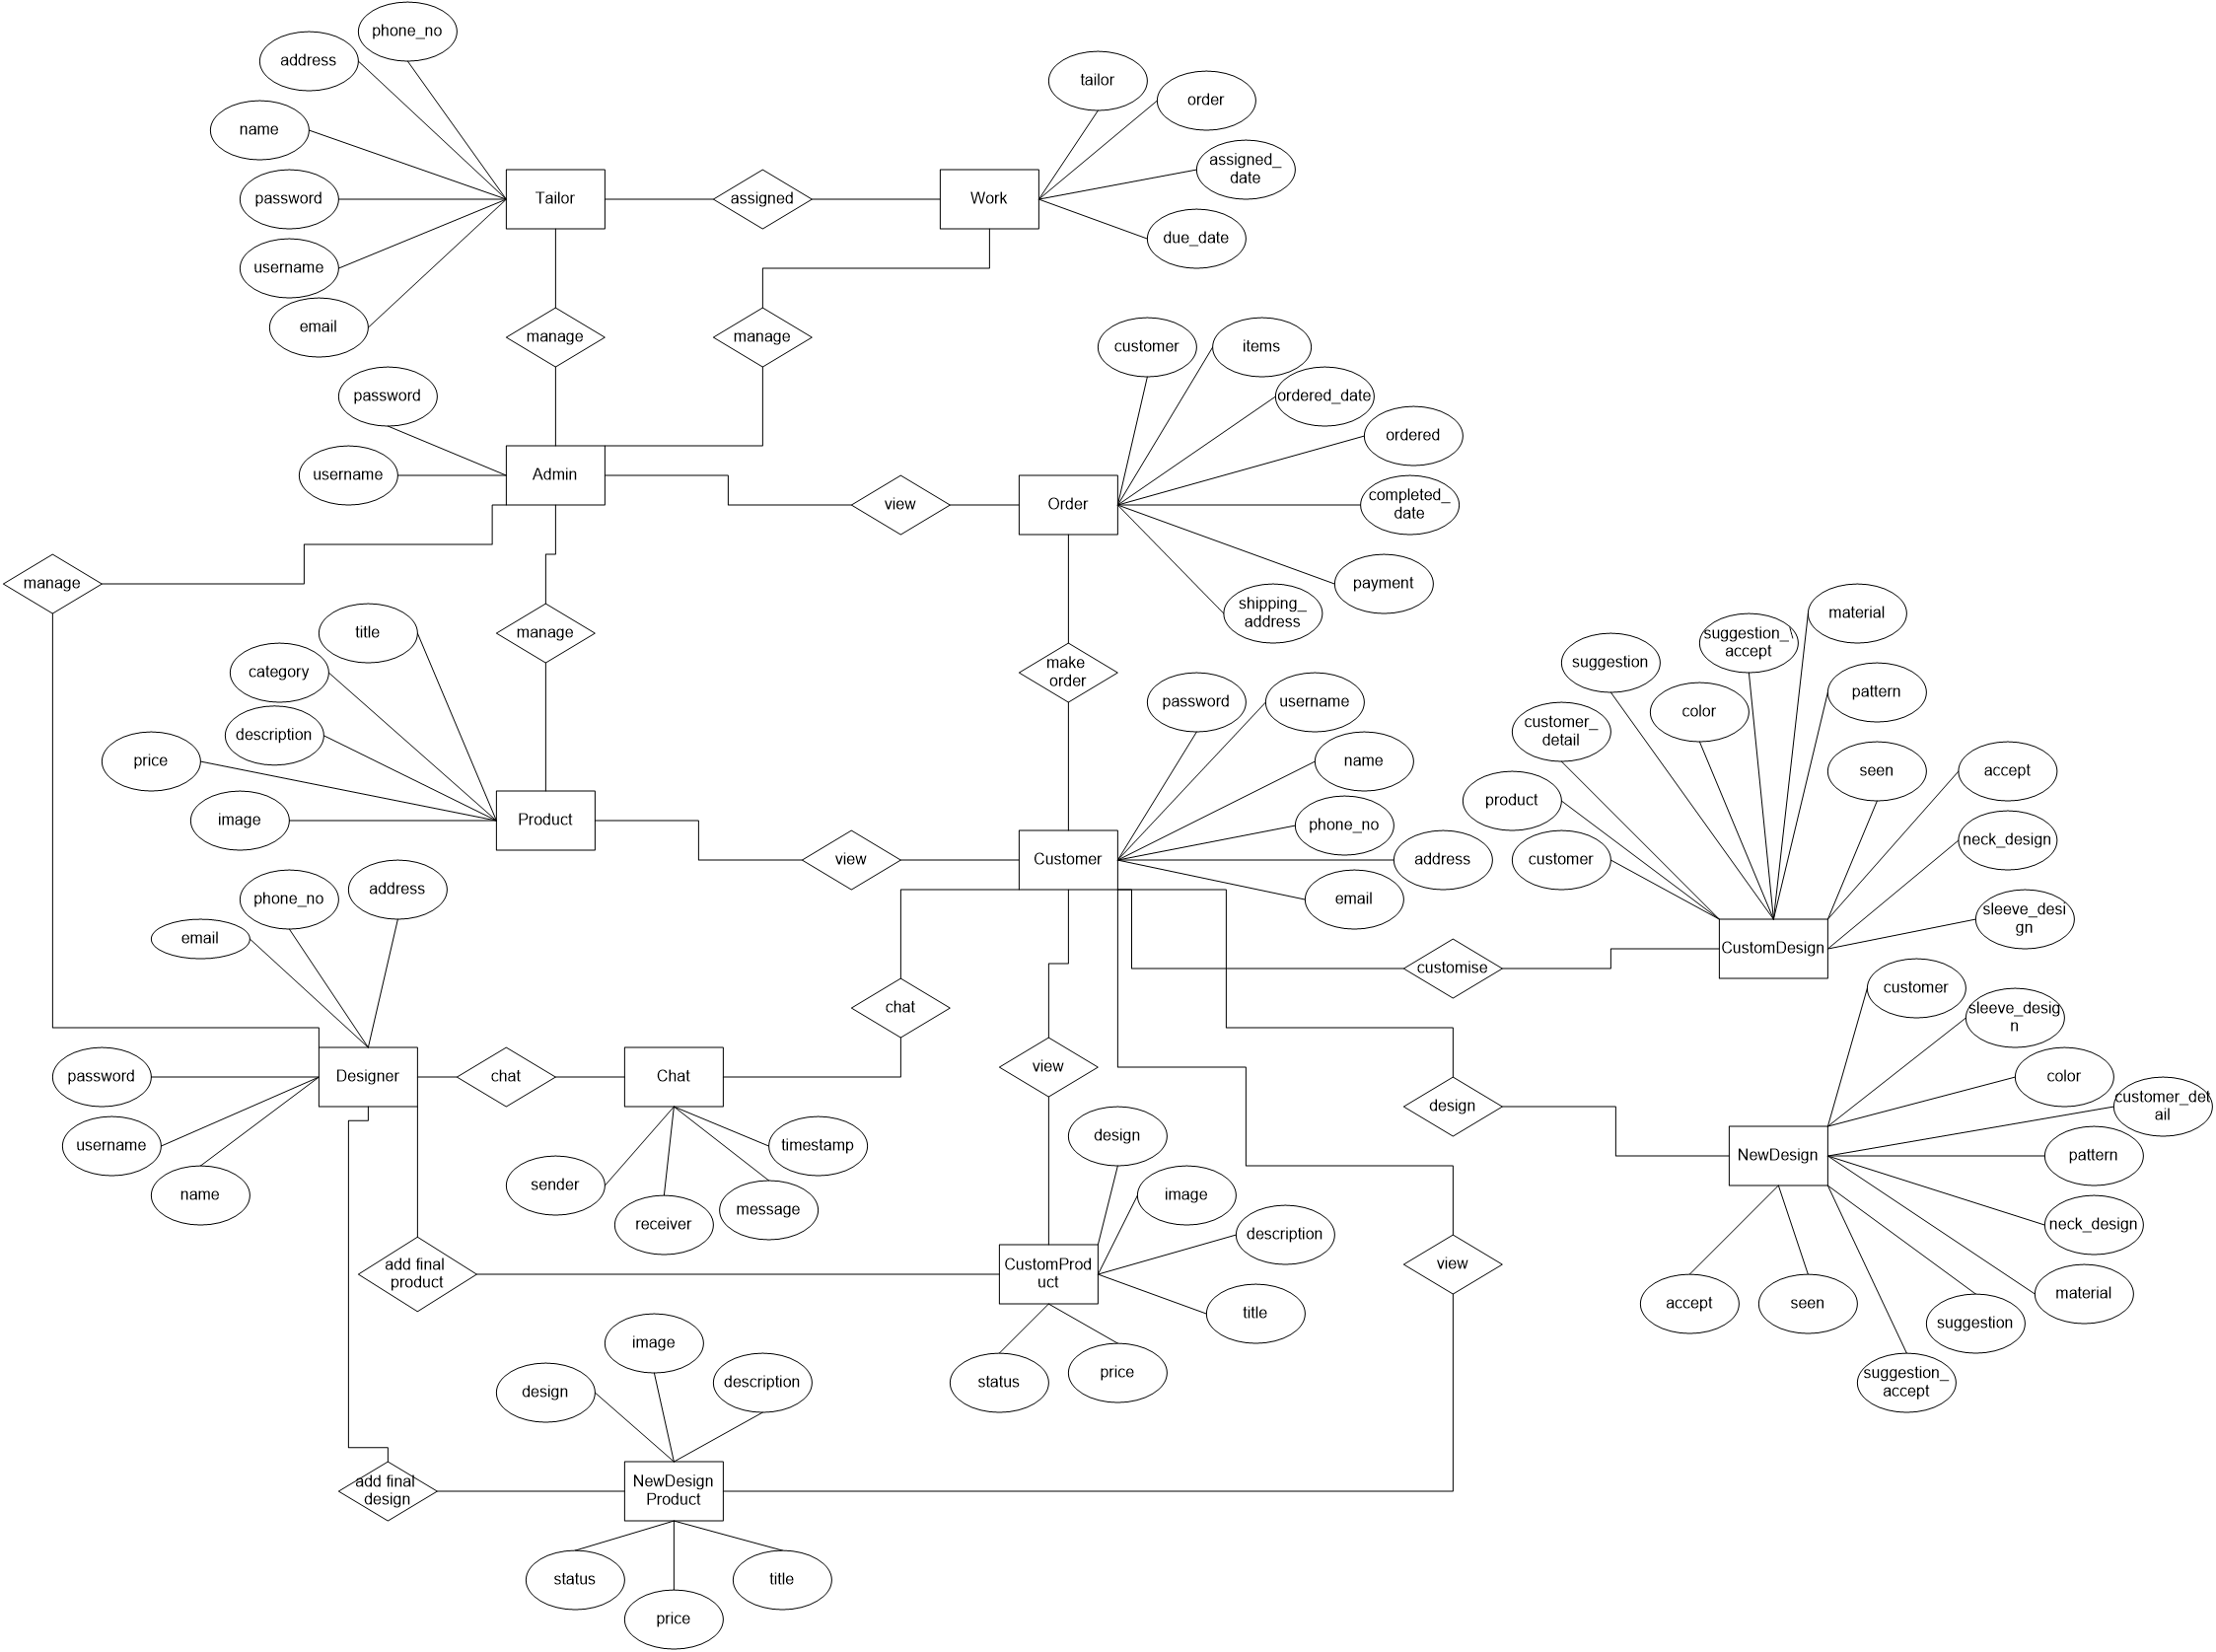 phone_no
address
tailor
order
name
assigned_
date
password
Tailor
assigned
Work
due_date
username
email
manage
manage
customer
items
password
ordered_date
ordered
username
Admin
view
Order
completed_
date
manage
payment
shipping_
address
title
manage
make
order
material
suggestion_\
accept
category
suggestion
pattern
description
password
username
color
customer_
detail
price
name
seen
accept
image
Product
product
phone_no
neck_design
view
Customer
address
customer
address
phone_no
email
sleeve_desi
gn
email
CustomDesign
customise
customer
chat
sleeve_desig
n
password
Designer
chat
Chat
view
color
design
customer_det
ail
username
timestamp
design
NewDesign
pattern
sender
name
message
image
receiver
neck_design
description
add final
product
CustomProd
uct
view
accept
seen
material
title
suggestion
image
design
description
status
price
suggestion_
accept
add final
design
NewDesign
Product
status
title
price